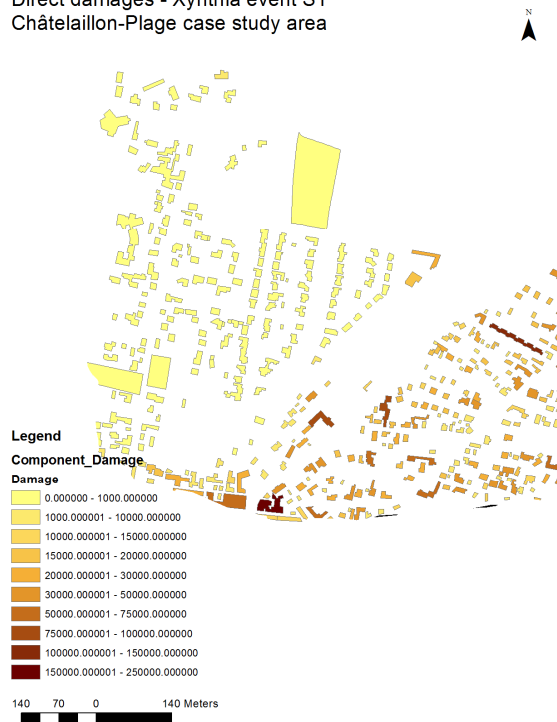 Direct damages - Xynthia event S1
Châtelaillon-Plage case study area
N
Legend
Component_Damage
Damage
0.000000 - 1000.000000
1000.000001 - 10000.000000
10000.000001 - 15000.000000
15000.000001 - 20000.000000
20000.000001 - 30000.000000
30000.000001 - 50000.000000
50000.000001 - 75000.000000
75000.000001 - 100000.000000
100000.000001 - 150000.000000
150000.000001 - 250000.000000
140 70 0 140 Meters